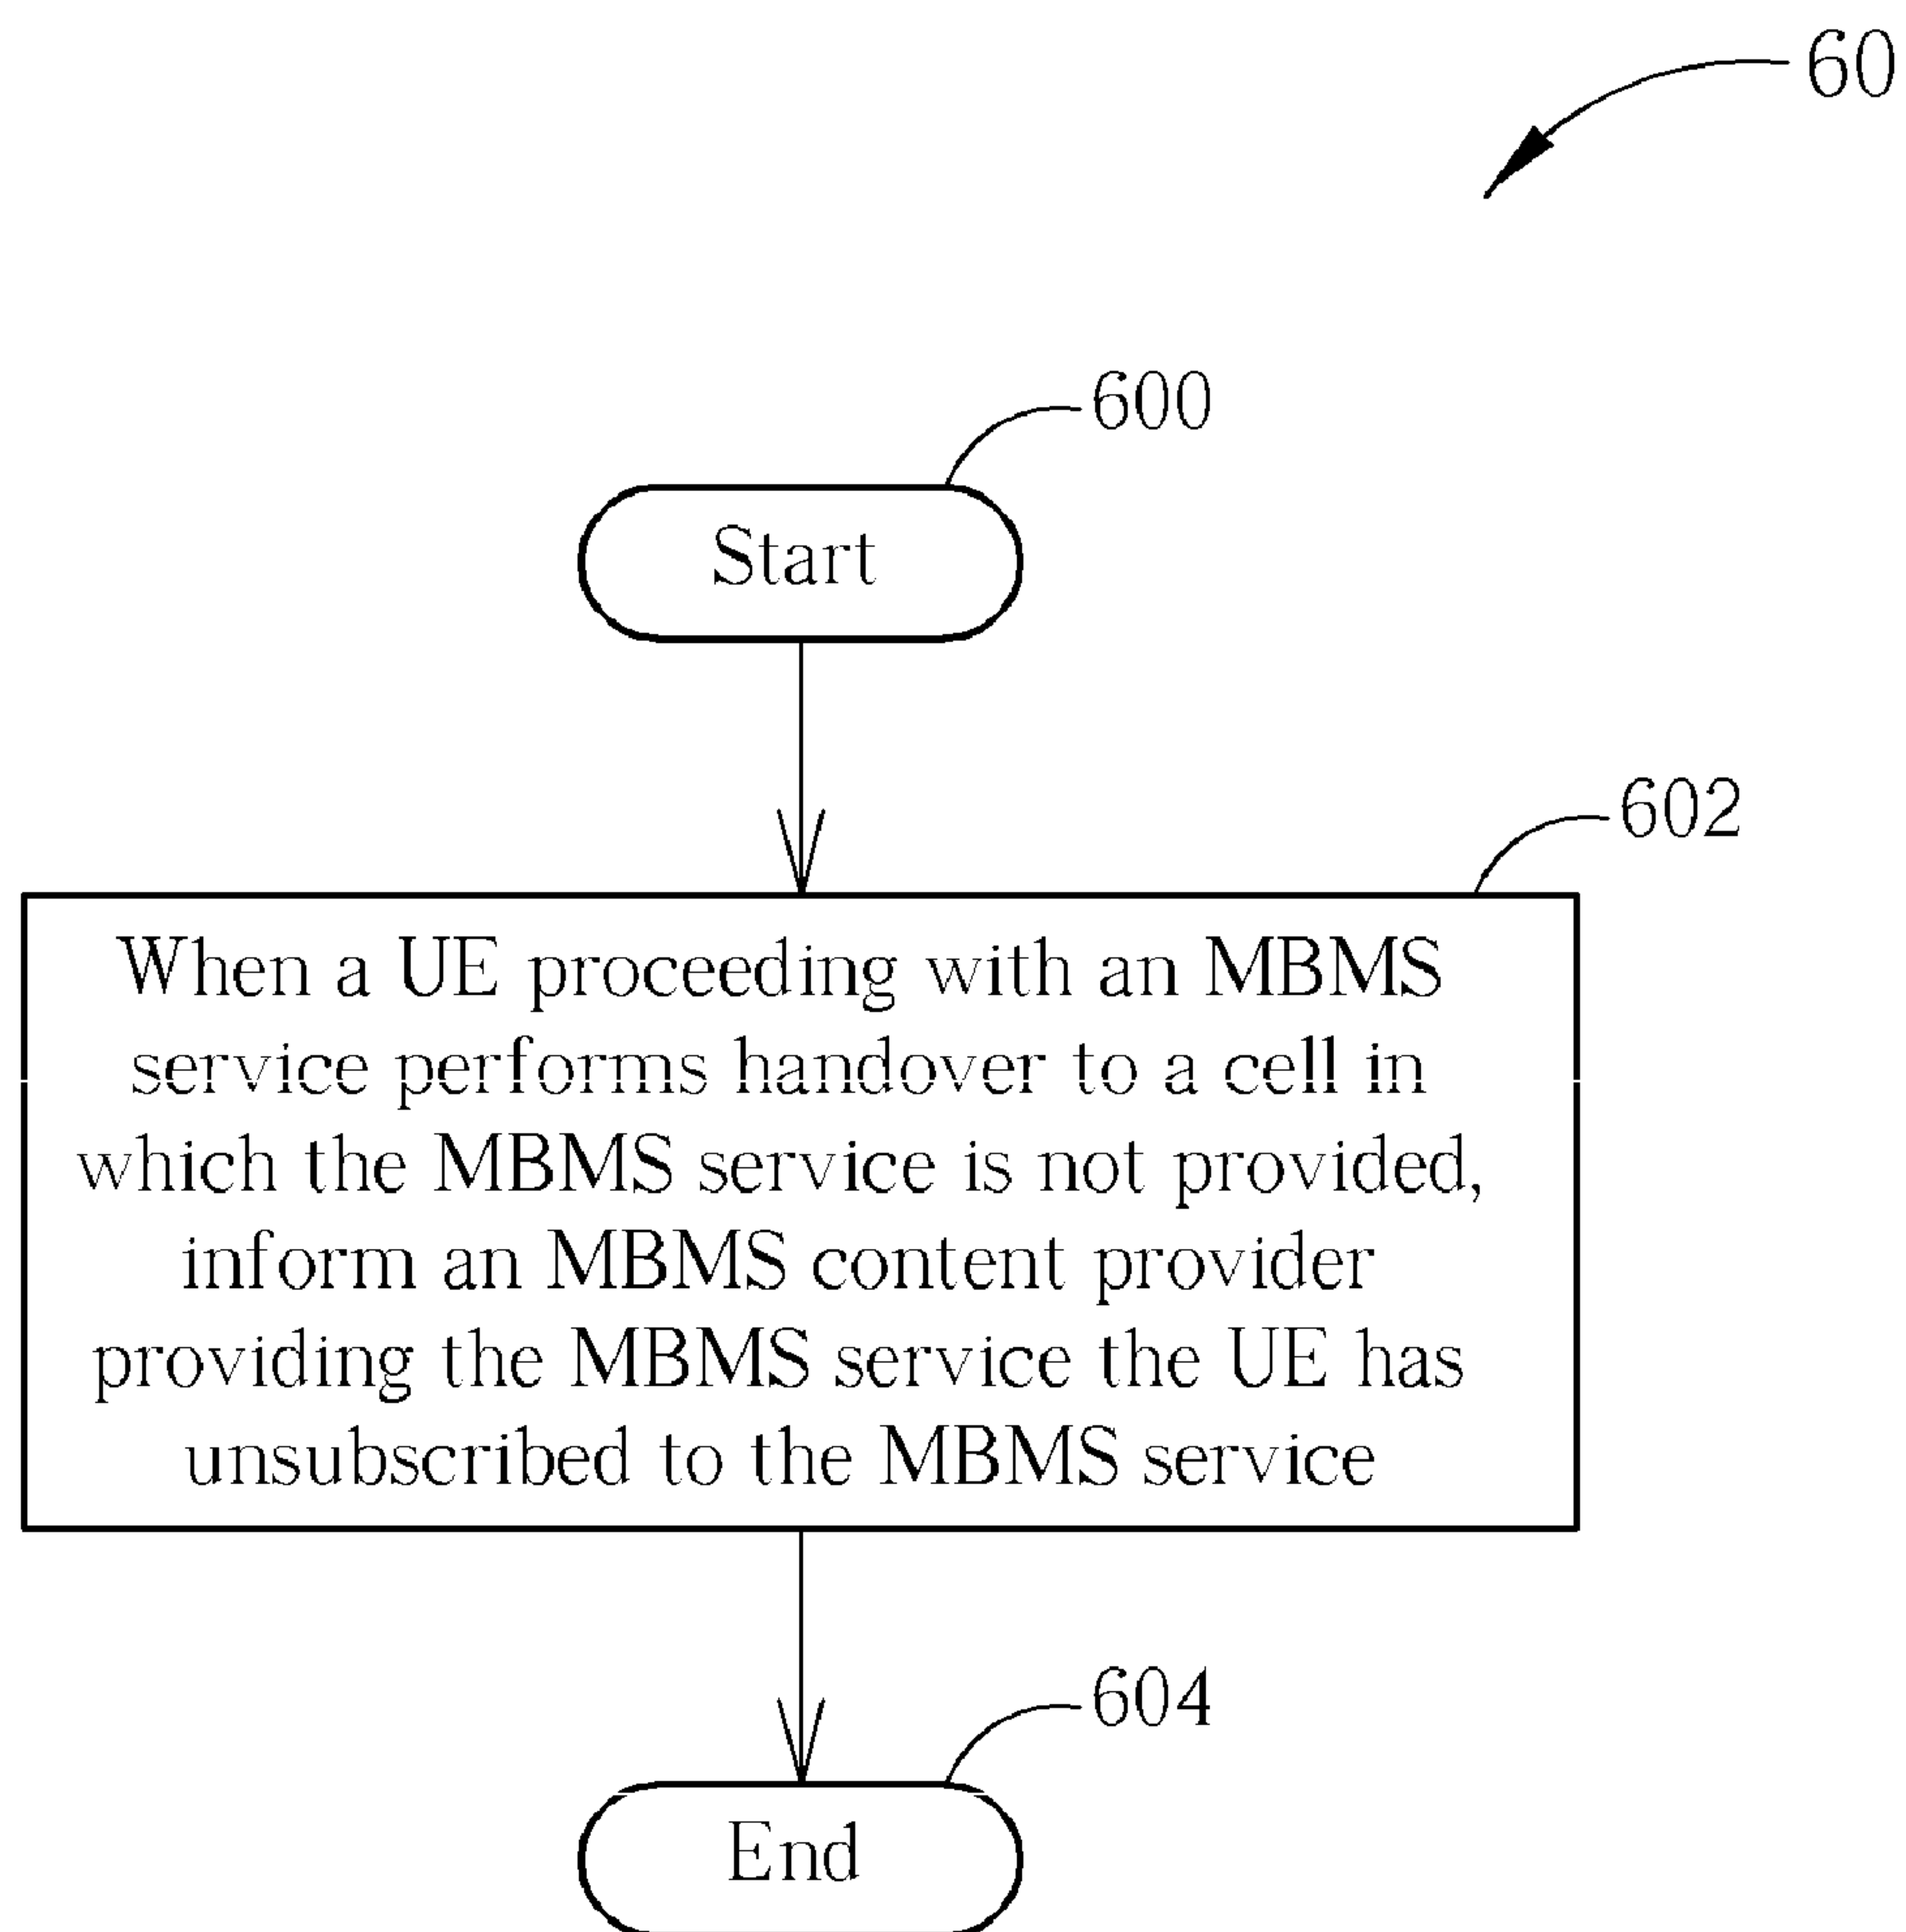 60
600
Start
602
When a UE proceeding with an MBMS
service performs handover to a cell in
which the MBMS service is not provided,
inform an MBMS content provider
providing the MBMS service the UE has
unsubscribed to the MBMS service
604
End